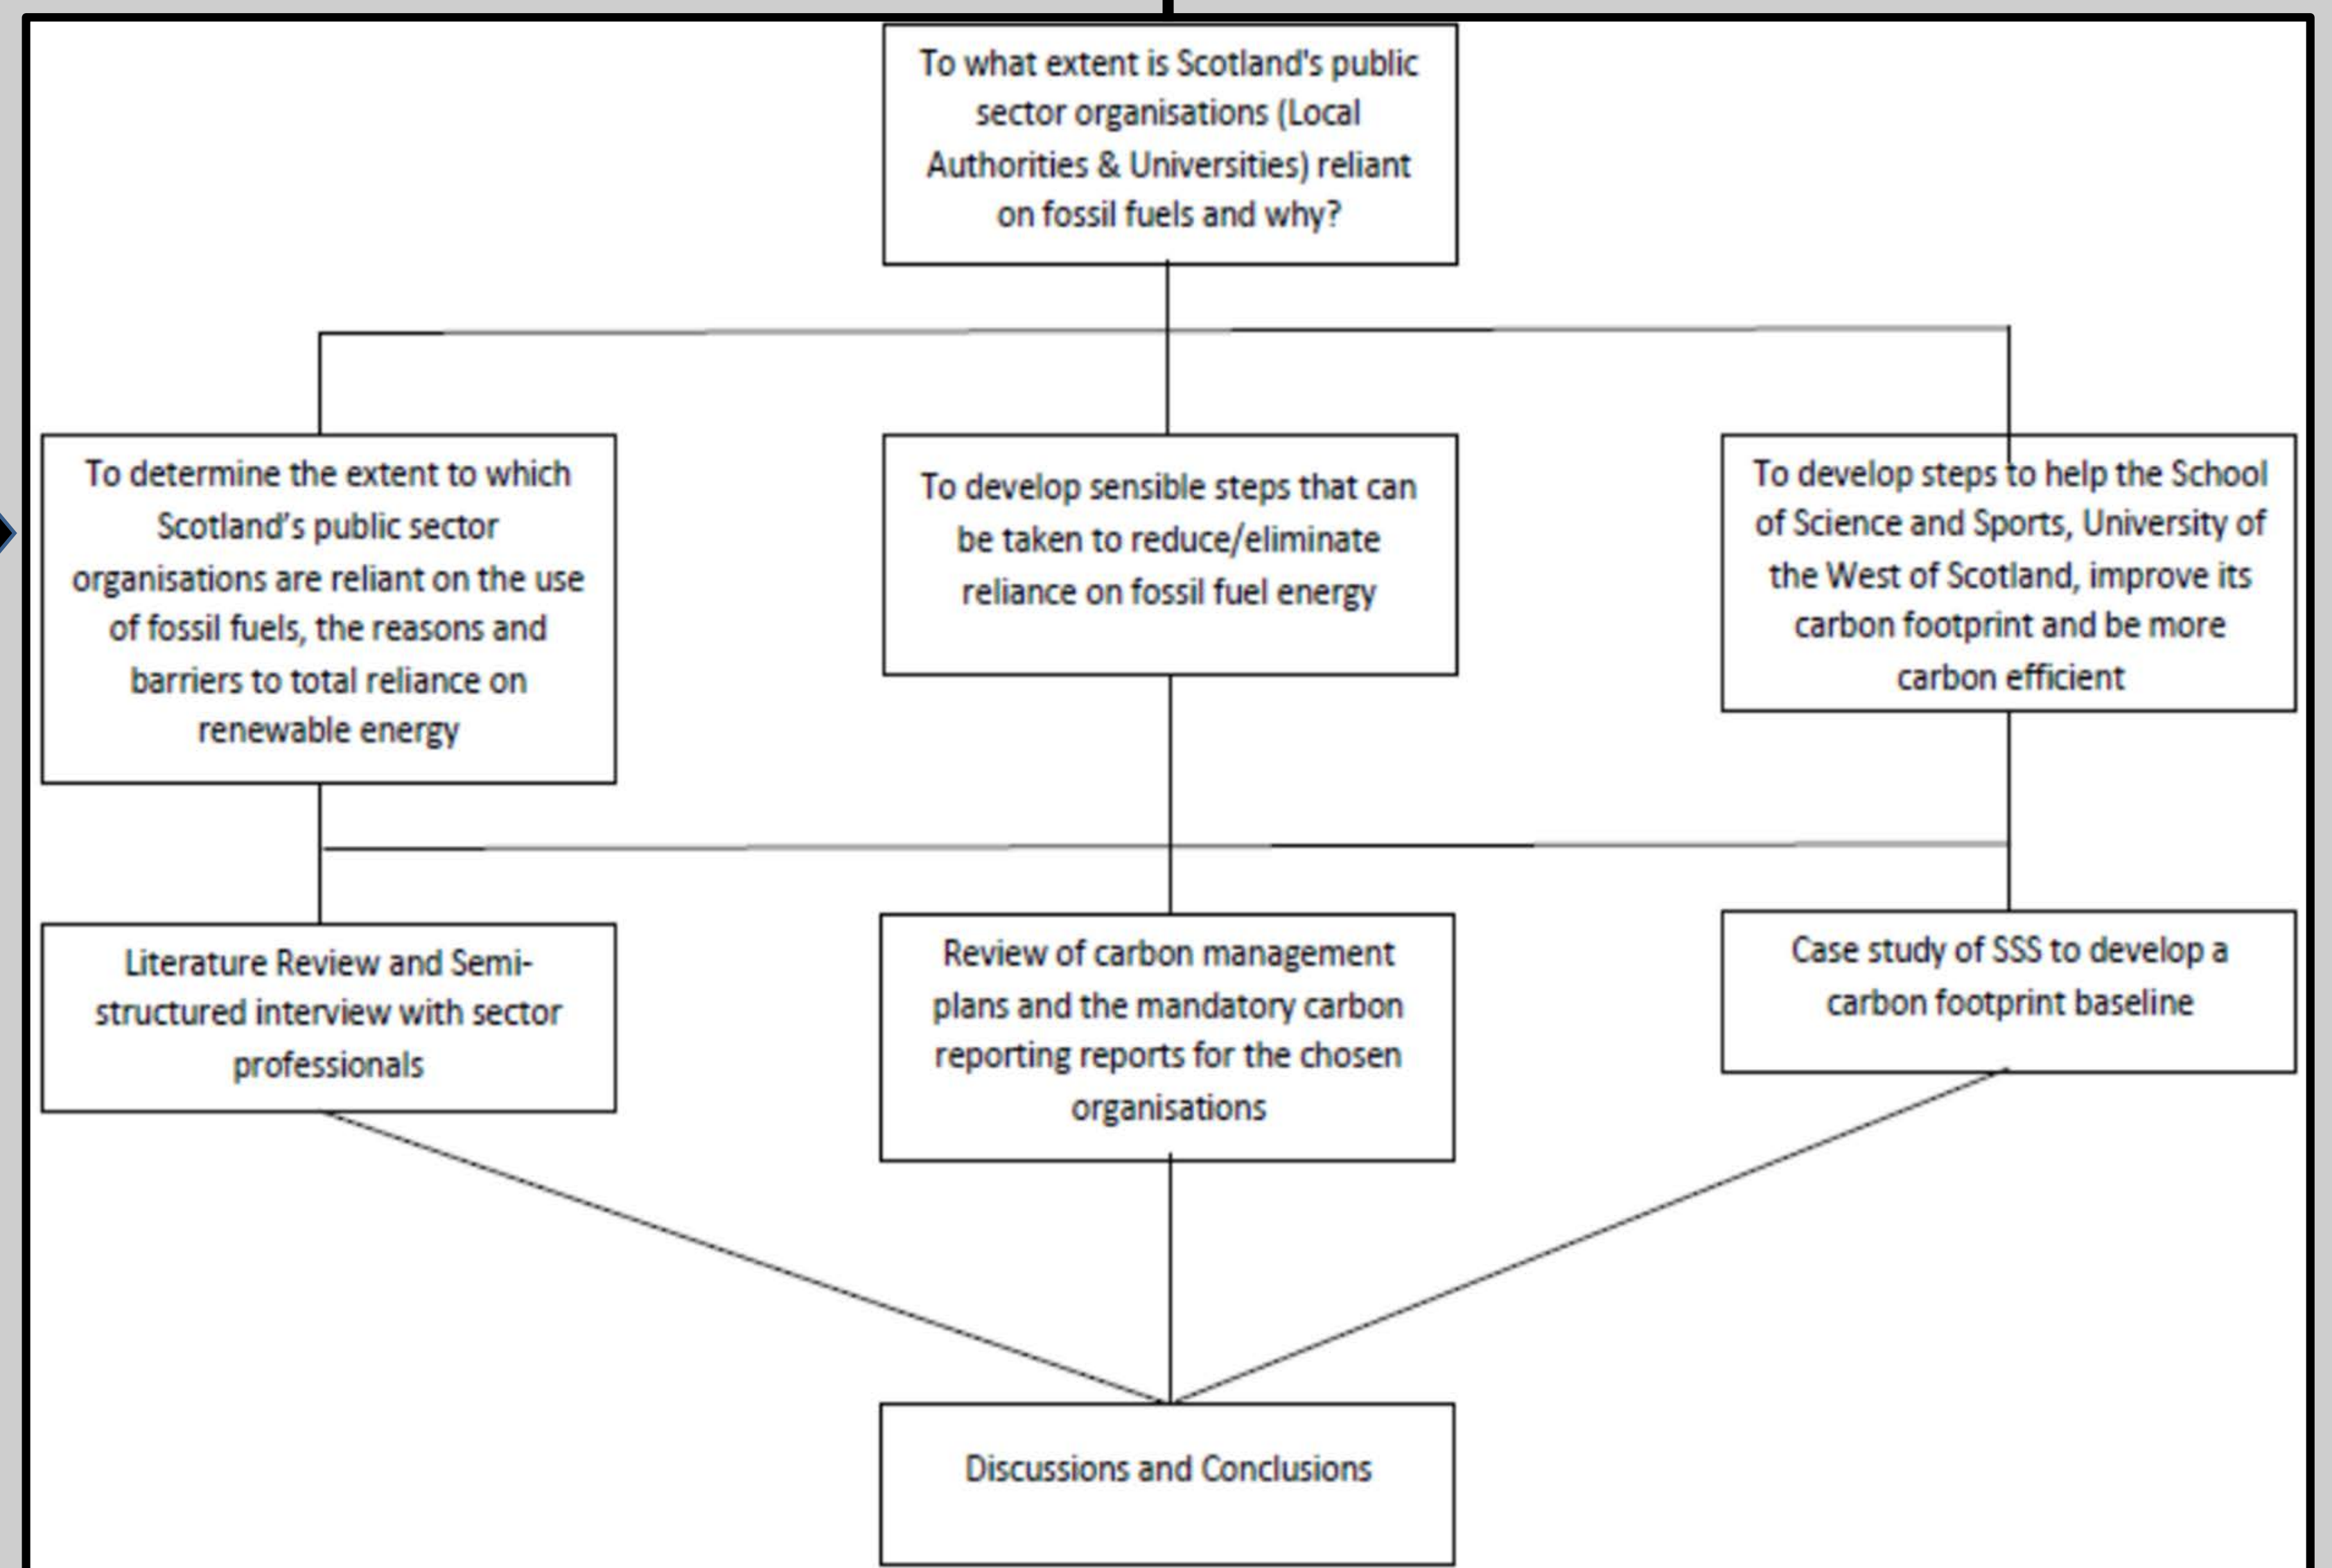 To what extent is Scotland's public
sector organisations (Local
Authorities & Universities) reliant
on fossil fuels and why?
To determine the extent to which
Scotland’s public sector
organisations are reliant on the use
of fossil fuels, the reasons and
barriers to total reliance on
renewable energy
To develop sensible steps that can
be taken to reduce/eliminate
reliance on fossil fuel energy
To develop steps to help the School
of Science and Sports, University of
the West of Scotland, improve its
carbon footprint and be more
carbon efficient
Literature Review and Semi-
structured interview with sector
professionals
Review of carbon management
plans and the mandatory carbon
reporting reports for the chosen
organisations
Case study of SSS to develop a
carbon footprint baseline
Discussions and Conclusions